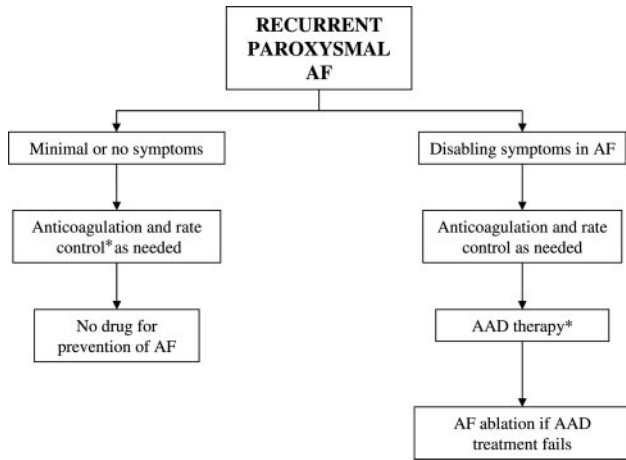 RECURRENT
PAROXYSMAL
AF
Minimal or no symptoms
Disabling symptoms in AF
Anticoagulation and rate
control* as needed
Anticoagulation and rate
control as needed
No drug for
prevention of AF
AAD therapy*
AF ablation if AAD
treatment fails